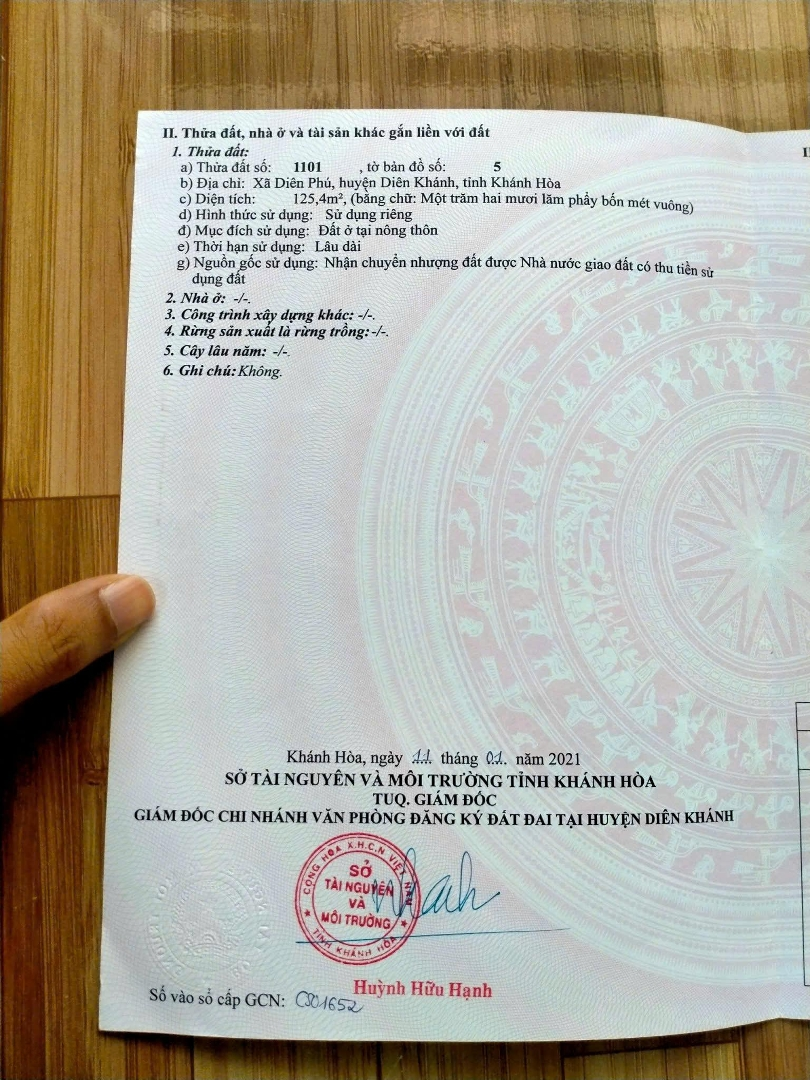 II. Thửa đất, nhà ở và tài sản khác gắn liền với đất
1. Thửa đất:
a) Thửa đất số: 1101 , tờ bản đồ số: 5
b) Địa chỉ: Xã Diên Phú, huyện Diên Khánh, tỉnh Khánh Hòa
c) Diện tích: 125,4m², (bằng chữ: Một trăm hai mươi lăm phẩy bốn mét vuông)
d) Hình thức sử dụng: Sử dụng riêng
đ) Mục đích sử dụng: Đất ở tại nông thôn
e) Thời hạn sử dụng: Lâu dài
g) Nguồn gốc sử dụng: Nhận chuyển nhượng đất được Nhà nước giao đất có thu tiền sử
dụng đất
2. Nhà ở: -/-.
3. Công trình xây dựng khác: -/-.
4. Rừng sản xuất là rừng trồng: -/-.
5. Cây lâu năm: -/-.
6. Ghi chú: Không.
Khánh Hòa, ngày 11 tháng 01 năm 2021
SỞ TÀI NGUYÊN VÀ MÔI TRƯỜNG TỈNH KHÁNH HÒA
TUQ. GIÁM ĐỐC
GIÁM ĐỐC CHI NHÁNH VĂN PHÒNG ĐĂNG KÝ ĐẤT ĐAI TẠI HUYỆN DIÊN KHÁNH
CỘNG HÒA X.H.C.N VIỆT NAM
SỞ
TÀI NGUYÊN
VÀ
MÔI TRƯỜNG
TỈNH KHÁNH HÒA
Huỳnh Hữu Hạnh
Số vào sổ cấp GCN: CS01652